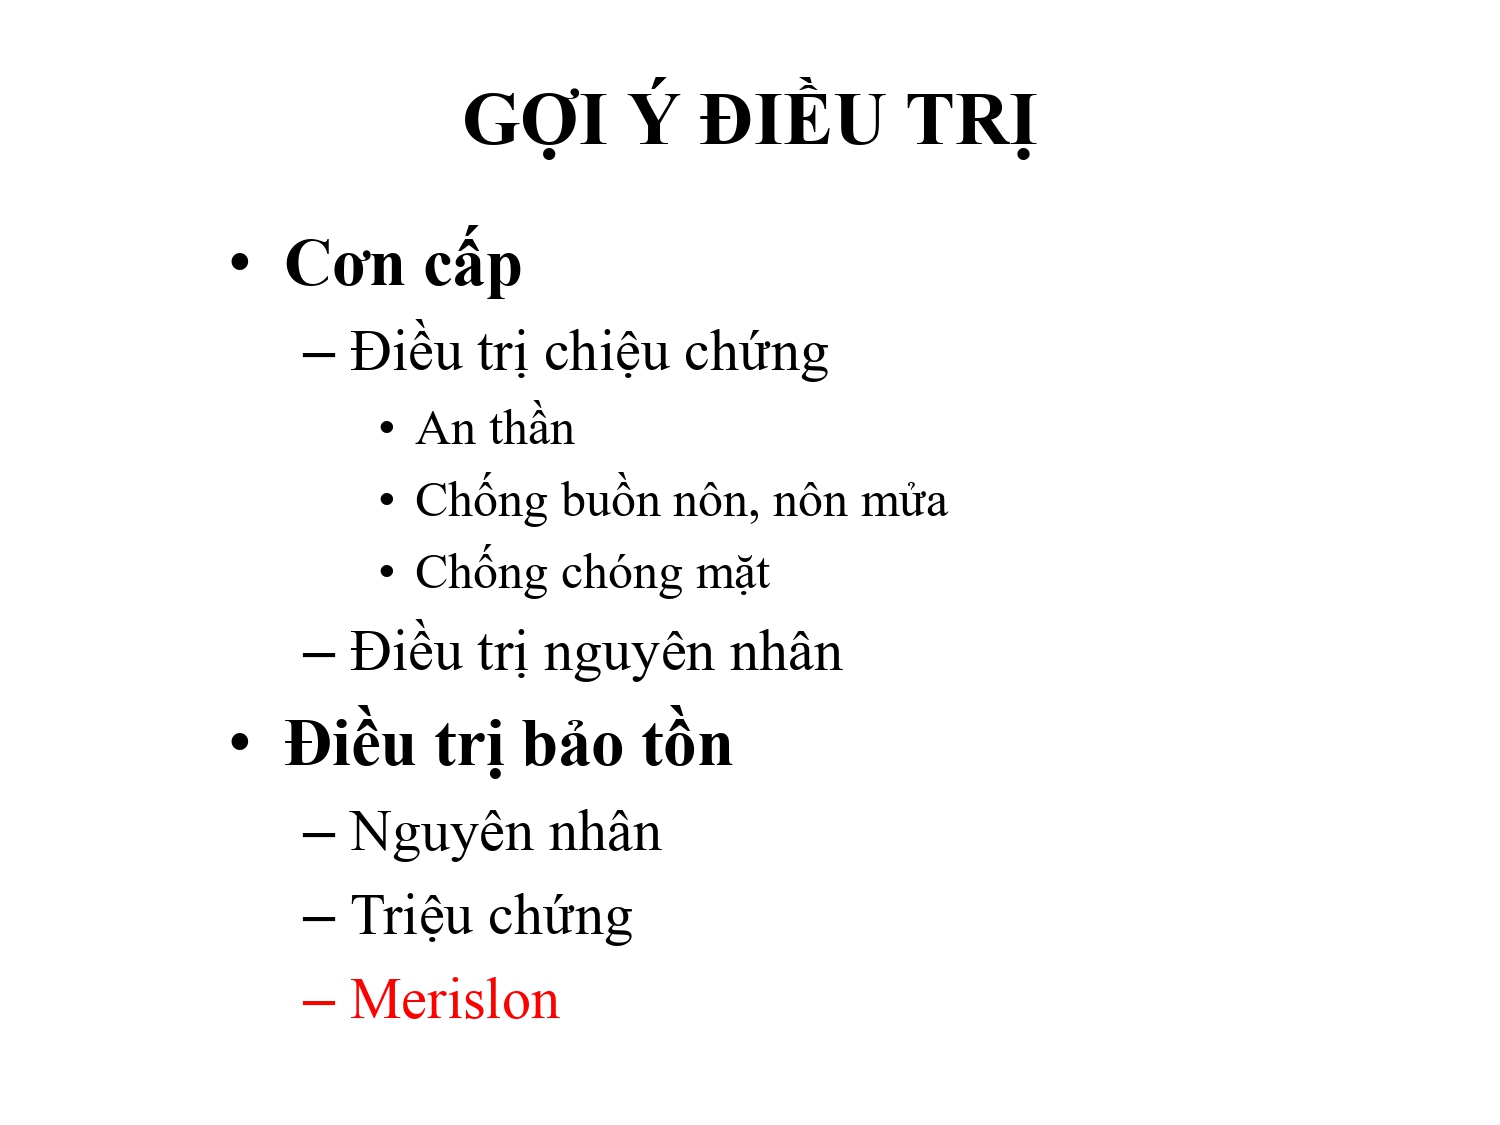 GỢI Ý ĐIỀU TRỊ
• Cơn cấp
– Điều trị chiệu chứng
• An thần
• Chống buồn nôn, nôn mửa
• Chống chóng mặt
– Điều trị nguyên nhân
• Điều trị bảo tồn
– Nguyên nhân
– Triệu chứng
– Merislon